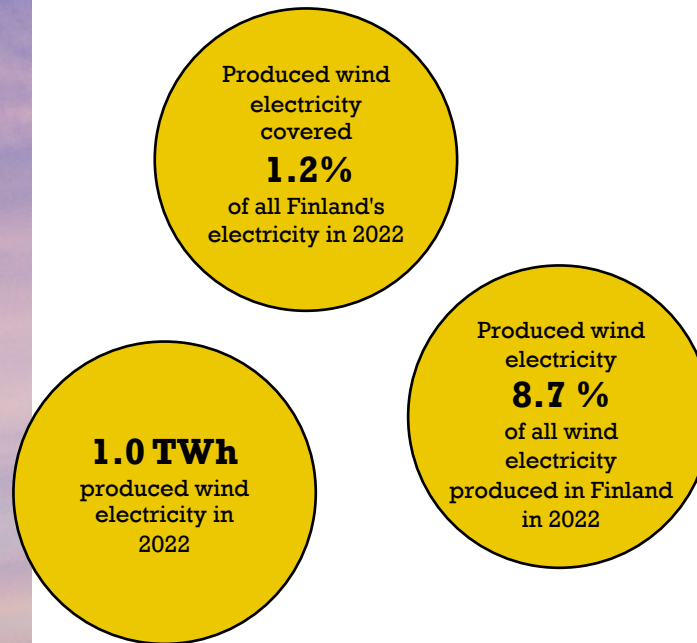 Produced wind
electricity
covered
1.2%
of all Finland's
electricity in 2022
Produced wind
electricity
8.7 %
of all wind
electricity
produced in Finland
in 2022
1.0 TWh
produced wind
electricity in
2022